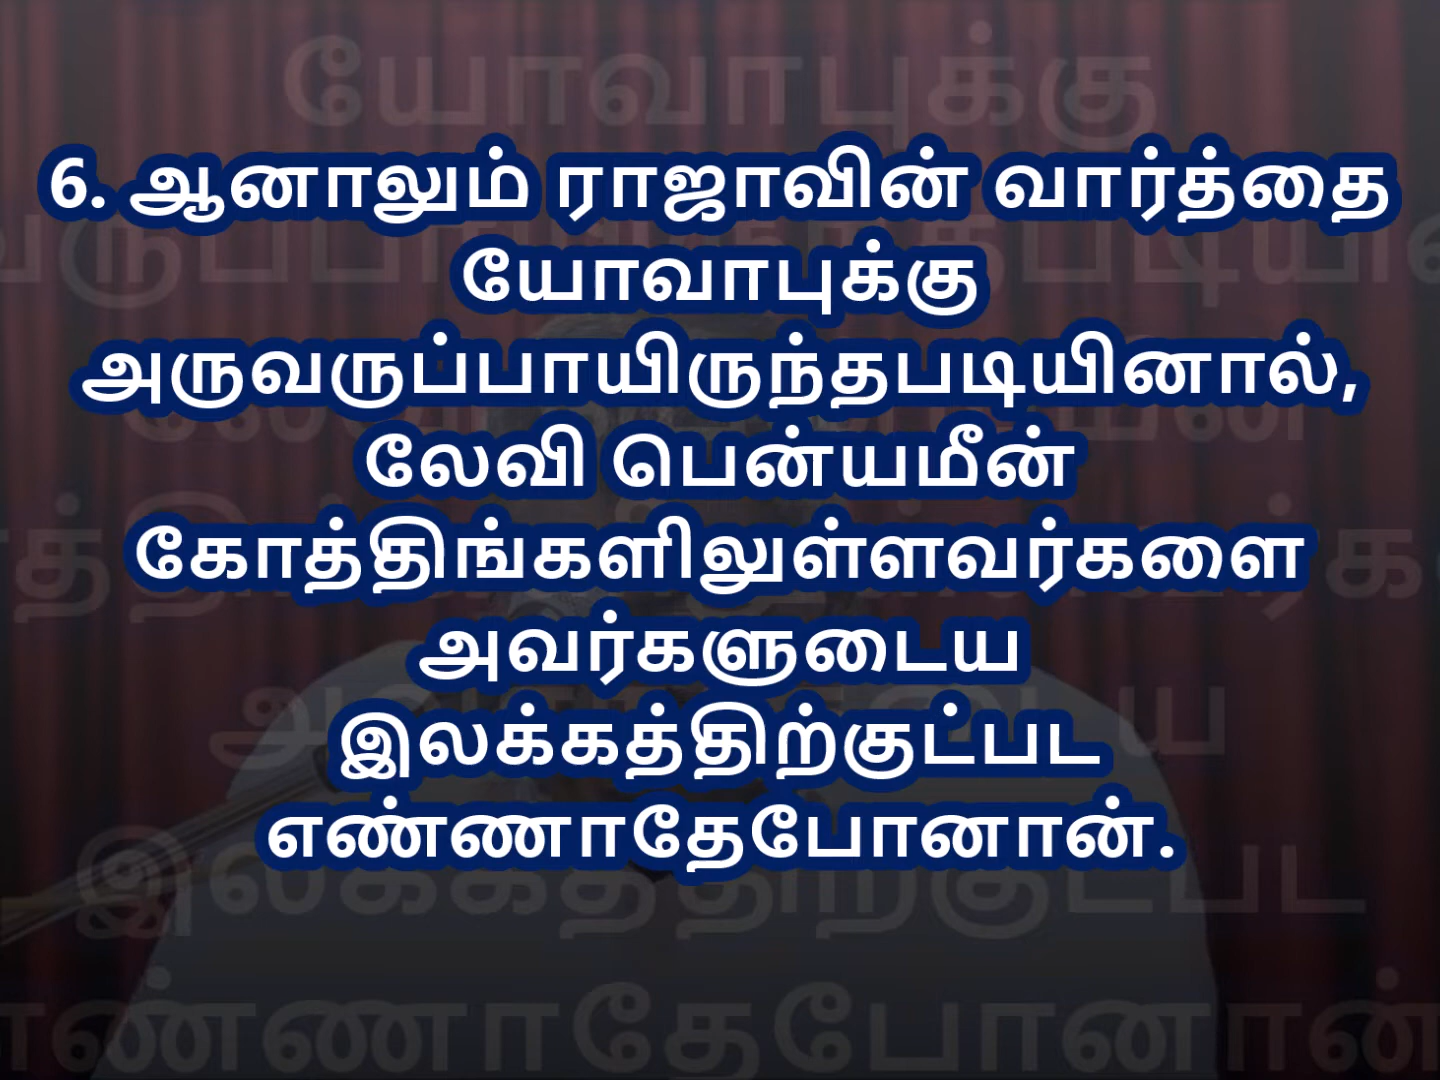 6. ஆனாலும் ராஜாவின் வார்த்தை
யோவாபுக்கு
அருவருப்பாயிருந்தபடியினால்,
லேவி பென்யமீன்
கோத்திங்களிலுள்ளவர்களை
அவர்களுடைய
இலக்கத்திற்குட்பட
எண்ணாதேபோனான்.